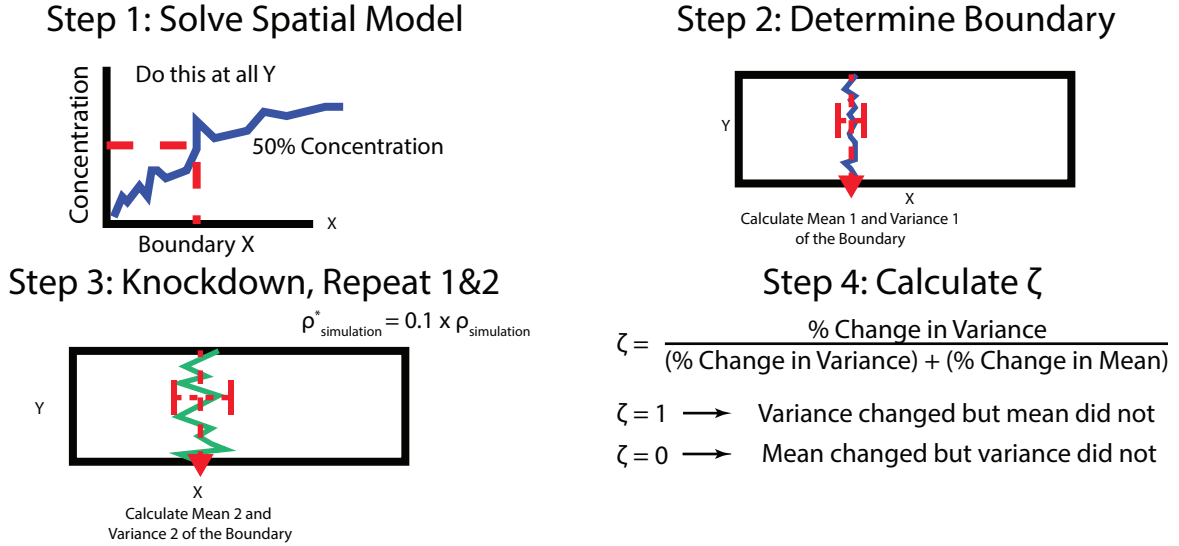 Step 1: Solve Spatial Model
Do this at all Y
Concentration
50% Concentration
X
Boundary X
Step 2: Determine Boundary
Y
X
Calculate Mean 1 and Variance 1
of the Boundary
Step 3: Knockdown, Repeat 1&2
ρ*simulation = 0.1 x ρsimulation
Y
X
Calculate Mean 2 and
Variance 2 of the Boundary
Step 4: Calculate ζ
ζ = % Change in Variance
(% Change in Variance) + (% Change in Mean)
ζ = 1 → Variance changed but mean did not
ζ = 0 → Mean changed but variance did not